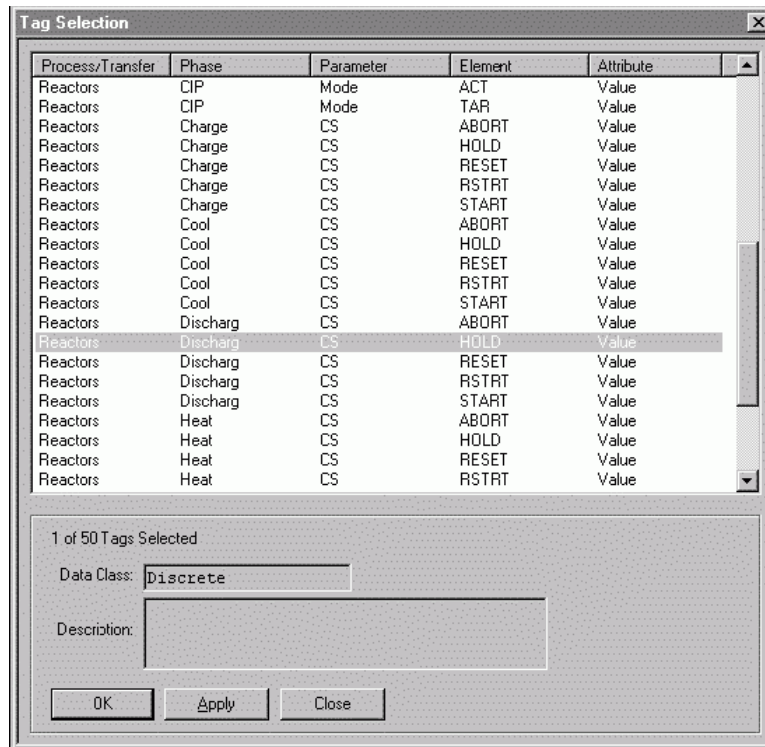 Tag Selection
Process/Transfer Phase Parameter Element Attribute
Reactors CIP Mode ACT Value
Reactors CIP Mode TAR Value
Reactors Charge CS ABORT Value
Reactors Charge CS HOLD Value
Reactors Charge CS RESET Value
Reactors Charge CS RSTRT Value
Reactors Charge CS START Value
Reactors Cool CS ABORT Value
Reactors Cool CS HOLD Value
Reactors Cool CS RESET Value
Reactors Cool CS RSTRT Value
Reactors Cool CS START Value
Reactors Discharg CS ABORT Value
Reactors Discharg CS HOLD Value
Reactors Discharg CS RESET Value
Reactors Discharg CS RSTRT Value
Reactors Discharg CS START Value
Reactors Heat CS ABORT Value
Reactors Heat CS HOLD Value
Reactors Heat CS RESET Value
Reactors Heat CS RSTRT Value
1 of 50 Tags Selected
Data Class: Discrete
Description:
OK Apply Close